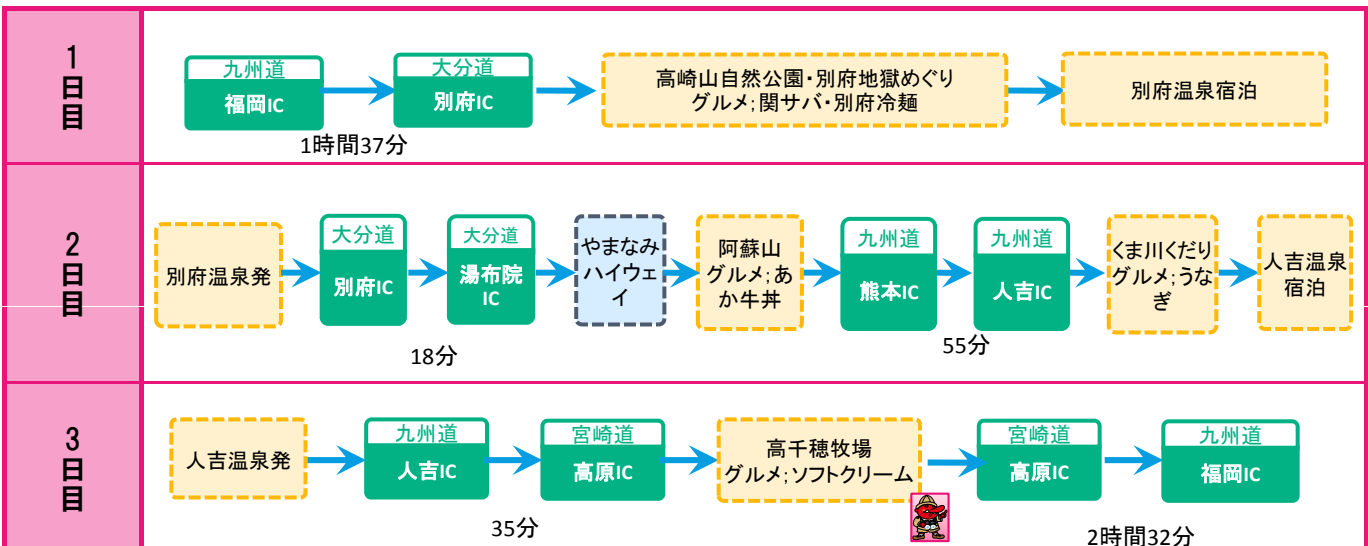 1日目
九州道
福岡IC
大分道
別府IC
1時間37分
高崎山自然公園・別府地獄めぐり
グルメ;関サバ・別府冷麺
別府温泉宿泊
2日目
別府温泉発
大分道
別府IC
大分道
湯布院
IC
18分
やまなみ
ハイウェ
イ
阿蘇山
グルメ;あ
か牛丼
九州道
熊本IC
九州道
人吉IC
55分
くま川くだり
グルメ;うな
ぎ
人吉温泉
宿泊
3日目
人吉温泉発
九州道
人吉IC
宮崎道
高原IC
35分
高千穂牧場
グルメ;ソフトクリーム
宮崎道
高原IC
九州道
福岡IC
2時間32分